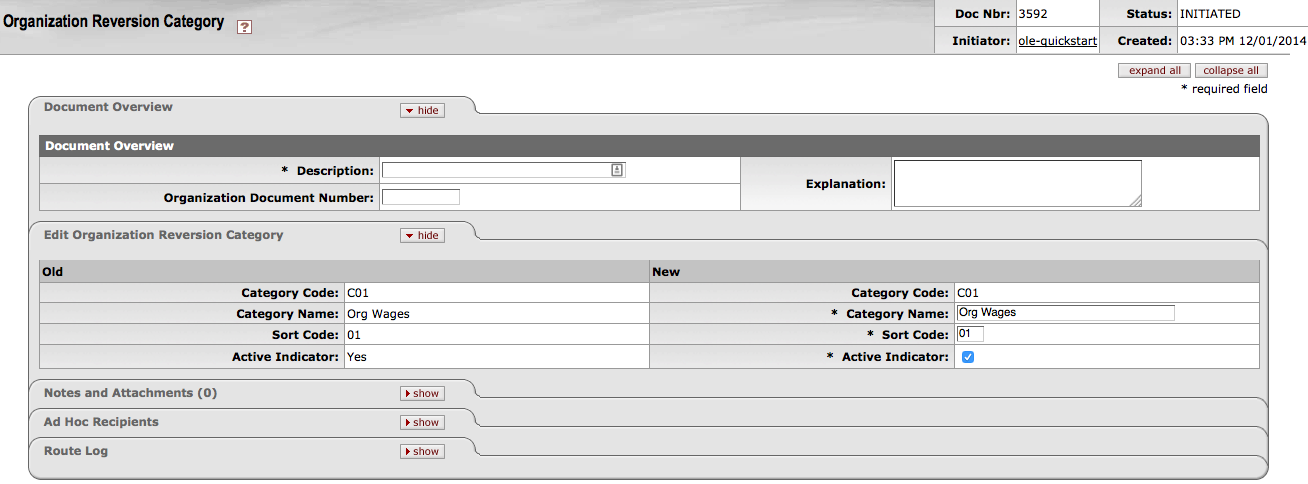 Organization Reversion Category ?
Doc Nbr: 3592 Status: INITIATED
Initiator: ole-quickstart Created: 03:33 PM 12/01/2014
expand all collapse all
* required field
Document Overview hide
Document Overview
* Description: Explanation:
Organization Document Number:
Edit Organization Reversion Category hide
Old New
Category Code: C01 Category Code: C01
Category Name: Org Wages * Category Name: Org Wages
Sort Code: 01 * Sort Code: 01
Active Indicator: Yes * Active Indicator:
Notes and Attachments (0) show
Ad Hoc Recipients show
Route Log show